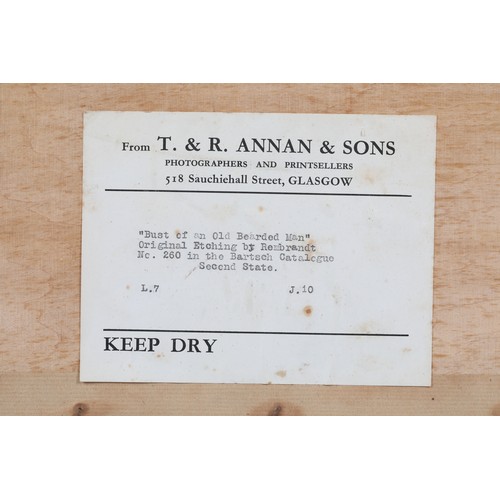 From T. & R. ANNAN & SONS
PHOTOGRAPHERS AND PRINTSELLERS
518 Sauchiehall Street, GLASGOW
"Bust of an Old Bearded Man"
Original Etching by Rembrandt
No. 260 in the Bartsch Catalogue
Second State.
L.7 J.10
KEEP DRY